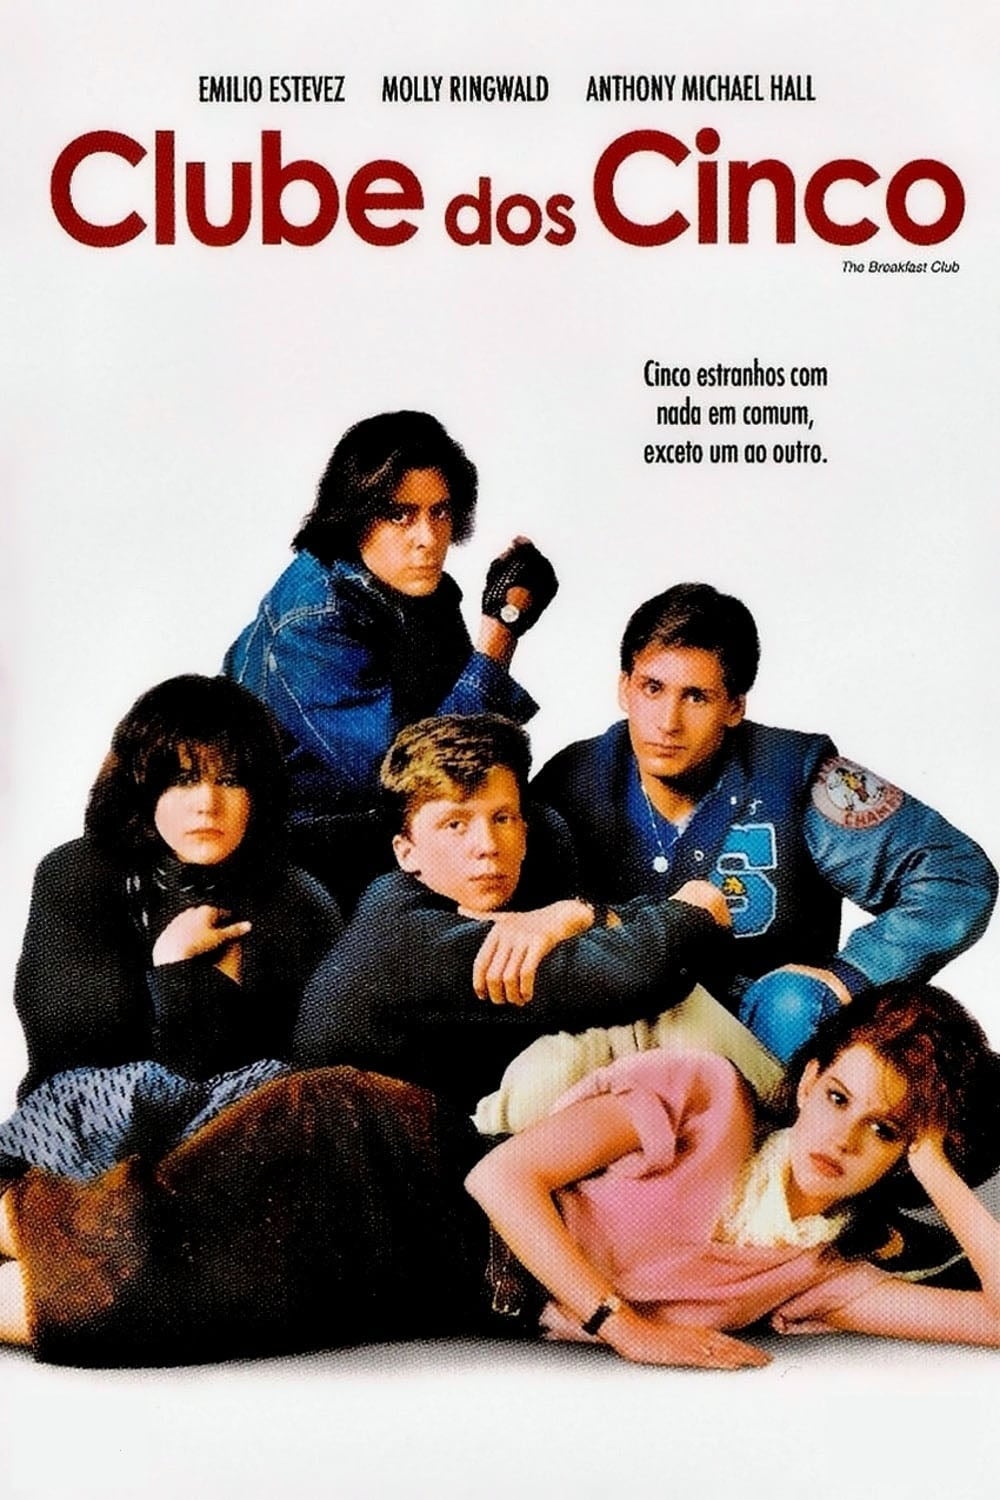 EMILIO ESTEVEZ MOLLY RINGWALD ANTHONY MICHAEL HALL
Clube dos Cinco
The Breakfast Club
Cinco estranhos com
nada em comum,
exceto um ao outro.
S